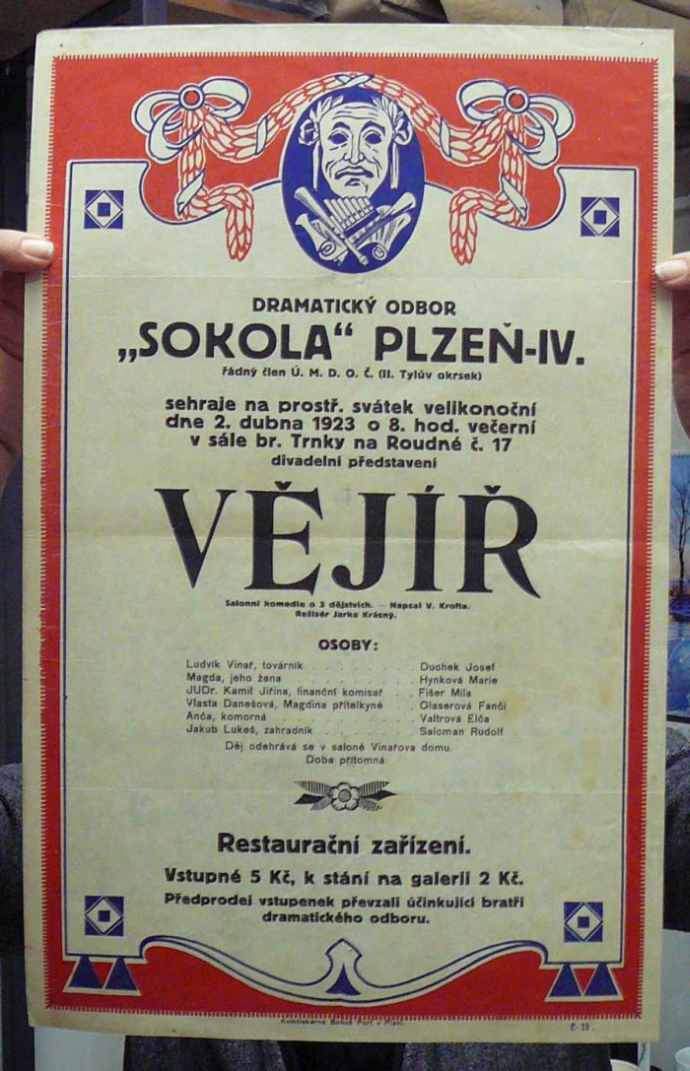 DRAMATICKÝ ODBOR
„SOKOLA“ PLZEŇ-IV.
řádný člen Ú. M. D. O. Č. (II. Tylův okrsek)
sehraje na prostř. svátek velikonoční
dne 2. dubna 1923 o 8. hod. večerní
v sále br. Trnky na Roudné č. 17
divadelní představení
VĚJÍŘ
Salonní komedie o 3 dějstvích. — Napsal V. Krofta.
Režisér Jarka Krásný.
OSOBY:
Ludvík Vinař, továrník . . . . . . . . Duchek Josef
Magda, jeho žena . . . . . . . . Hynková Marie
JUDr. Kamil Jiřina, finanční komisař . . . Fišer Mila
Vlasta Danešová, Magdina přítelkyně . . . Glaserová Fanči
Anča, komorná . . . . . . . . Valtrová Elča
Jakub Lukeš, zahradník . . . . . . . . Saloman Rudolf
Děj odehrává se v saloně Vinařova domu.
Doba přítomná.
Restaurační zařízení.
Vstupné 5 Kč, k stání na galerii 2 Kč.
Předprodej vstupenek převzali účinkující bratři
dramatického odboru.